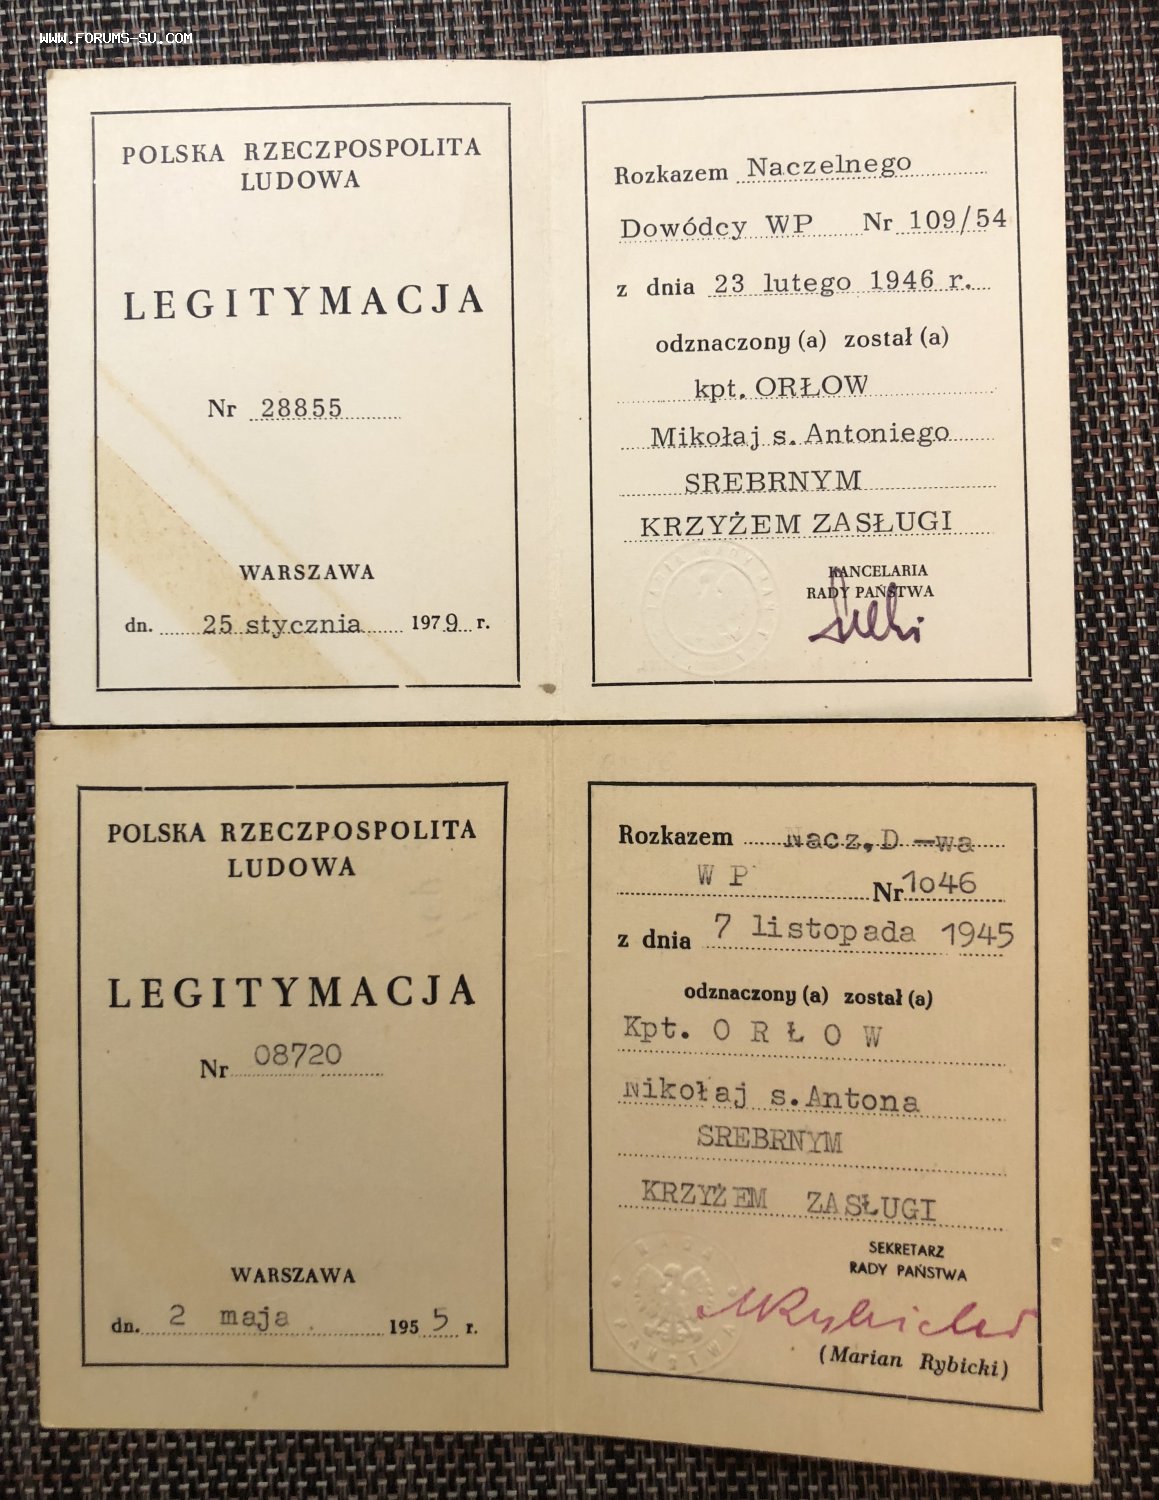 www.forums-su.com
POLSKA RZECZPOSPOLITA
LUDOWA
LEGITYMACJA
Nr 28855
WARSZAWA
dn. 25 stycznia 1979 r.
Rozkazem Naczelnego
Dowódcy WP Nr 109/54
z dnia 23 lutego 1946 r.
odznaczony (a) został (a)
kpt. ORŁOW
Mikołaj s. Antoniego
SREBRNYM
KRZYŻEM ZASŁUGI
KANCELARIA
RADY PAŃSTWA
POLSKA RZECZPOSPOLITA
LUDOWA
LEGITYMACJA
Nr 08720
WARSZAWA
dn. 2 maja 1955 r.
Rozkazem Nacz. D-wa
WP Nr 1046
z dnia 7 listopada 1945
odznaczony (a) został (a)
Kpt. ORŁOW
Nikołaj s. Antona
SREBRNYM
KRZYŻEM ZASŁUGI
SEKRETARZ
RADY PAŃSTWA
RADA PAŃSTWA
MRybicki
(Marian Rybicki)